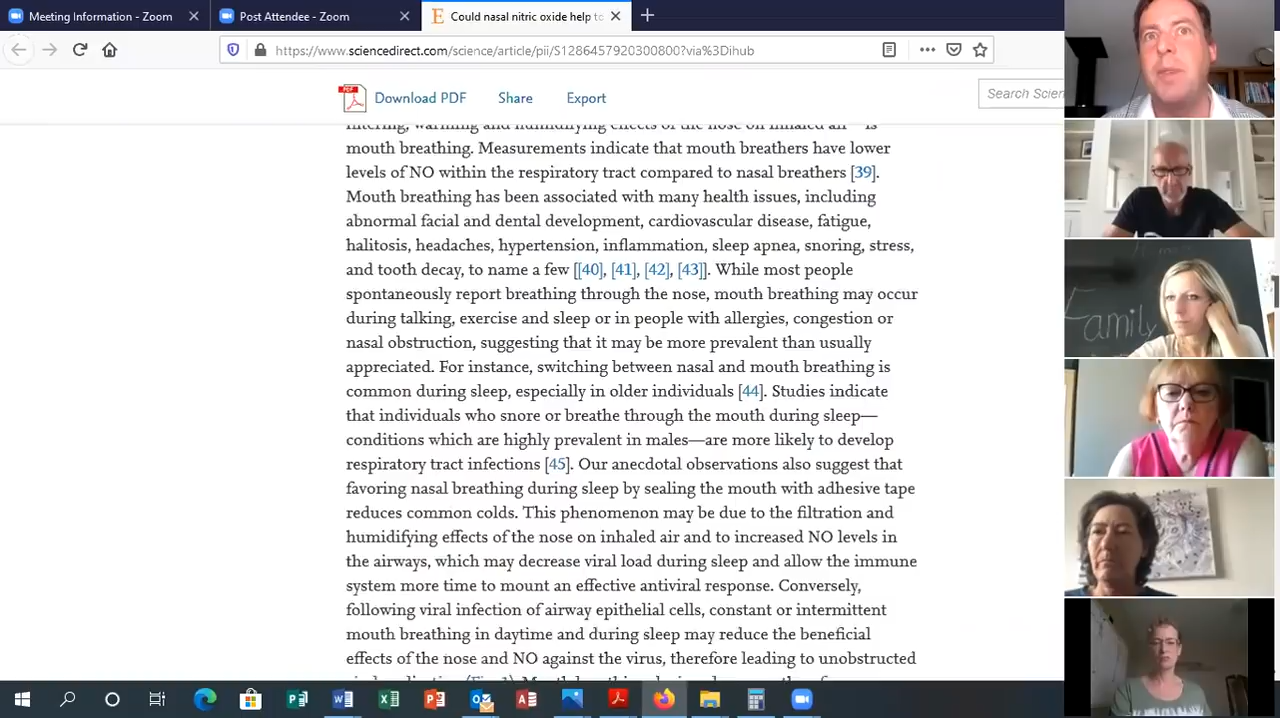 Meeting Information - Zoom
Post Attendee - Zoom
Could nasal nitric oxide help to
https://www.sciencedirect.com/science/article/pii/S1286457920300800?via%3Dihub
PDF
Download PDF
Share
Export
Search Scien
filtering, warming and humidifying effects of the nose on inhaled air—is
mouth breathing. Measurements indicate that mouth breathers have lower
levels of NO within the respiratory tract compared to nasal breathers [39].
Mouth breathing has been associated with many health issues, including
abnormal facial and dental development, cardiovascular disease, fatigue,
halitosis, headaches, hypertension, inflammation, sleep apnea, snoring, stress,
and tooth decay, to name a few [[40], [41], [42], [43]]. While most people
spontaneously report breathing through the nose, mouth breathing may occur
during talking, exercise and sleep or in people with allergies, congestion or
nasal obstruction, suggesting that it may be more prevalent than usually
appreciated. For instance, switching between nasal and mouth breathing is
common during sleep, especially in older individuals [44]. Studies indicate
that individuals who snore or breathe through the mouth during sleep—
conditions which are highly prevalent in males—are more likely to develop
respiratory tract infections [45]. Our anecdotal observations also suggest that
favoring nasal breathing during sleep by sealing the mouth with adhesive tape
reduces common colds. This phenomenon may be due to the filtration and
humidifying effects of the nose on inhaled air and to increased NO levels in
the airways, which may decrease viral load during sleep and allow the immune
system more time to mount an effective antiviral response. Conversely,
following viral infection of airway epithelial cells, constant or intermittent
mouth breathing in daytime and during sleep may reduce the beneficial
effects of the nose and NO against the virus, therefore leading to unobstructed
Family